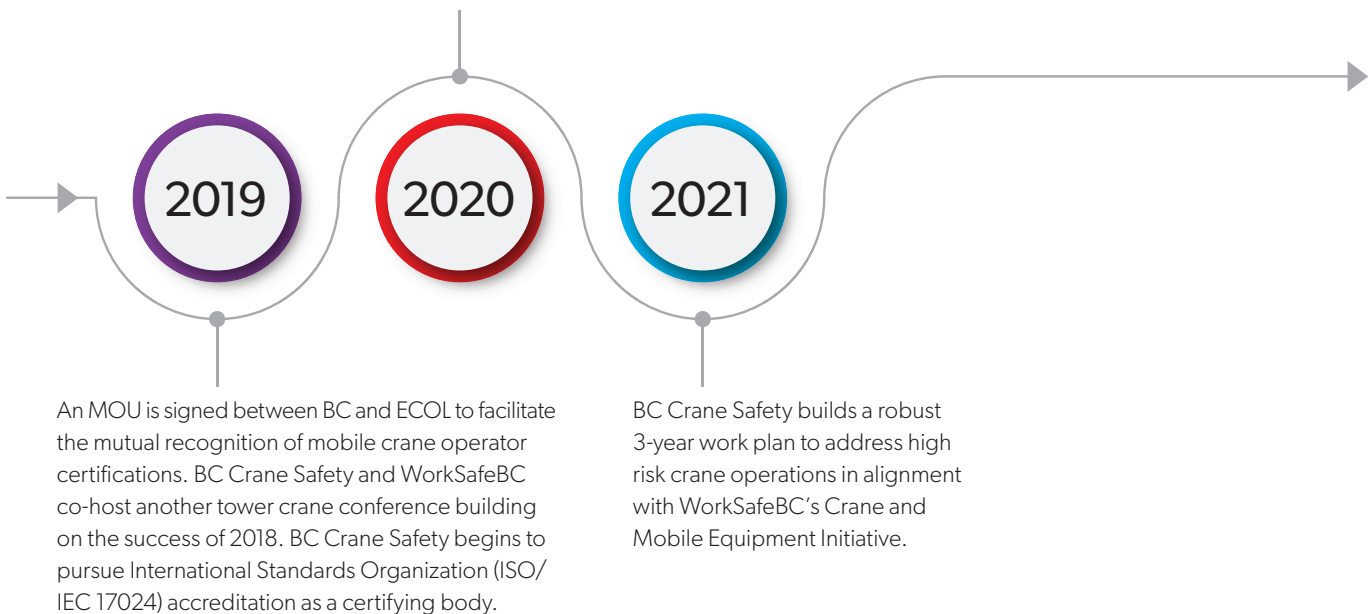 2019
2020
2021
An MOU is signed between BC and ECOL to facilitate
the mutual recognition of mobile crane operator
certifications. BC Crane Safety and WorkSafeBC
co-host another tower crane conference building
on the success of 2018. BC Crane Safety begins to
pursue International Standards Organization (ISO/
IEC 17024) accreditation as a certifying body.
BC Crane Safety builds a robust
3-year work plan to address high
risk crane operations in alignment
with WorkSafeBC's Crane and
Mobile Equipment Initiative.